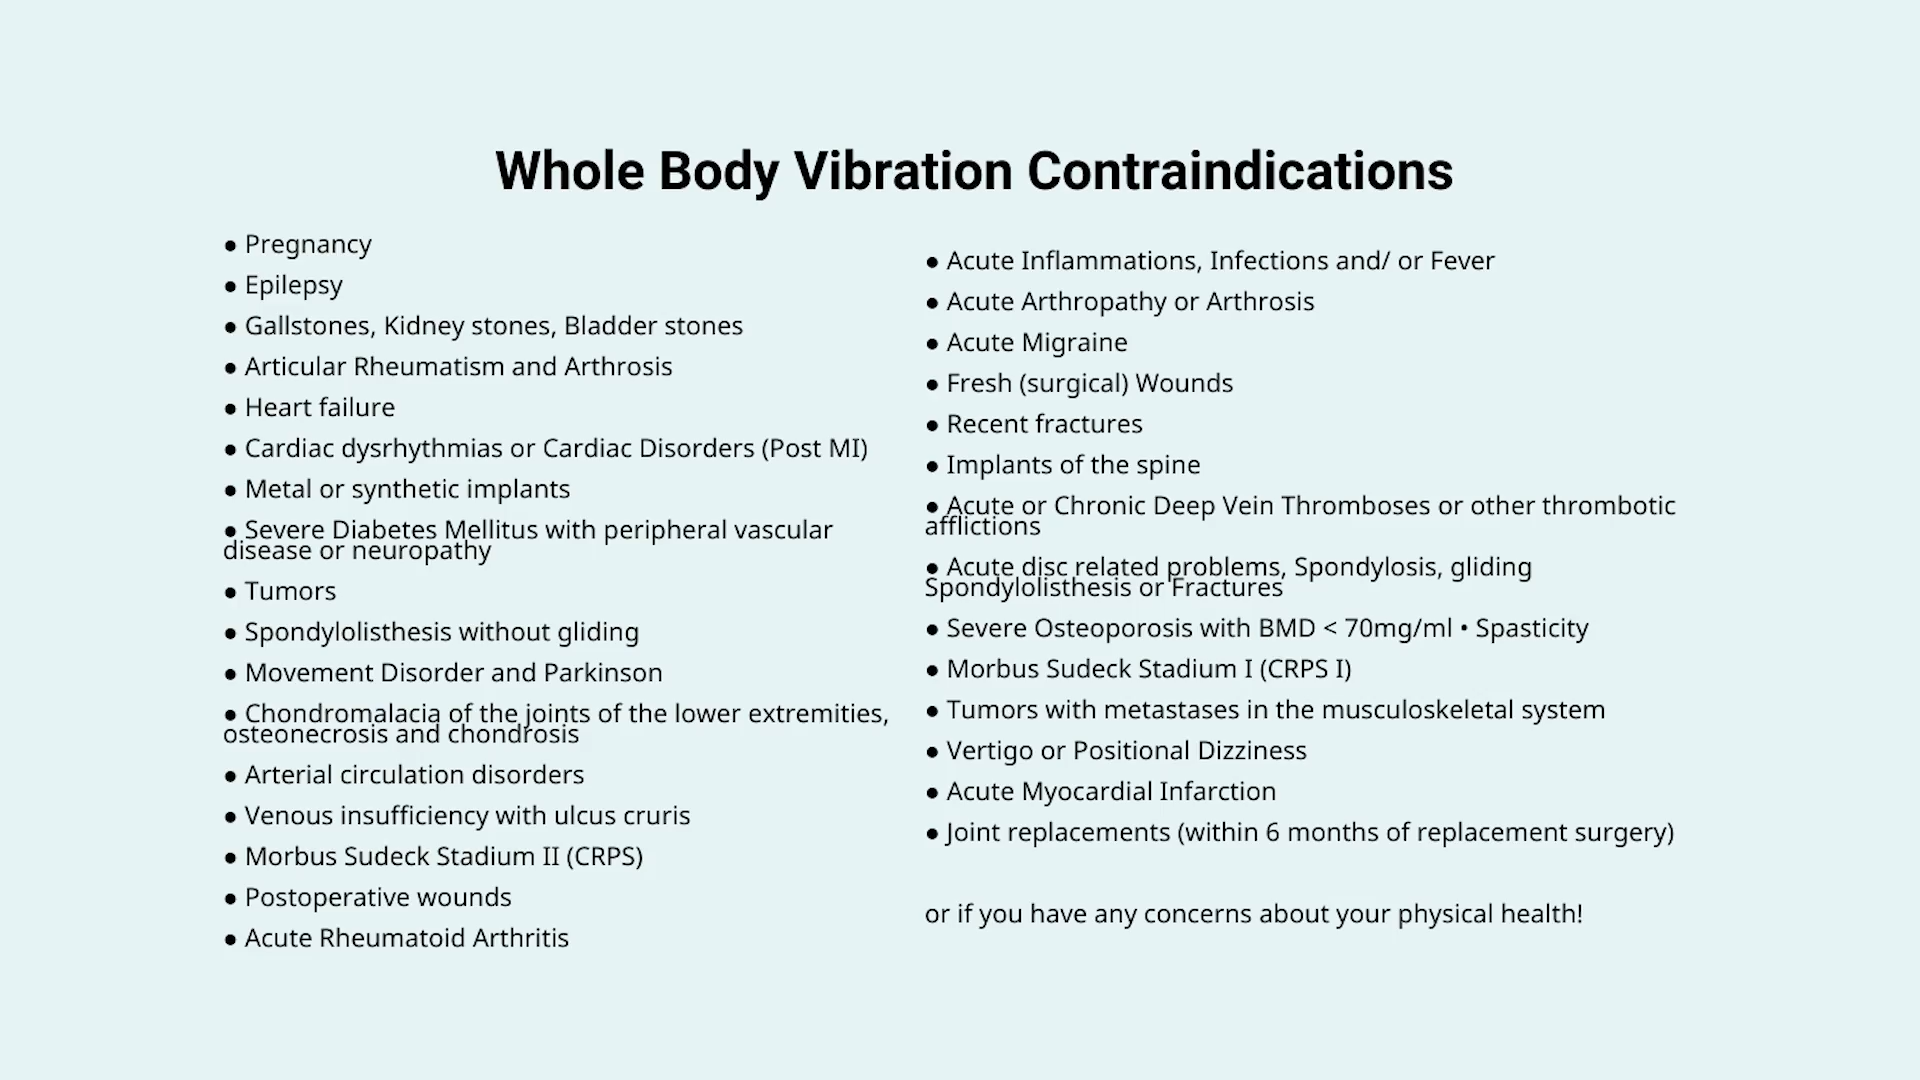 Whole Body Vibration Contraindications
● Pregnancy
● Epilepsy
● Gallstones, Kidney stones, Bladder stones
● Articular Rheumatism and Arthrosis
● Heart failure
● Cardiac dysrhythmias or Cardiac Disorders (Post MI)
● Metal or synthetic implants
● Severe Diabetes Mellitus with peripheral vascular
disease or neuropathy
● Tumors
● Spondylolisthesis without gliding
● Movement Disorder and Parkinson
● Chondromalacia of the joints of the lower extremities,
osteonecrosis and chondrosis
● Arterial circulation disorders
● Venous insufficiency with ulcus cruris
● Morbus Sudeck Stadium II (CRPS)
● Postoperative wounds
● Acute Rheumatoid Arthritis
● Acute Inflammations, Infections and/ or Fever
● Acute Arthropathy or Arthrosis
● Acute Migraine
● Fresh (surgical) Wounds
● Recent fractures
● Implants of the spine
● Acute or Chronic Deep Vein Thromboses or other thrombotic
afflictions
● Acute disc related problems, Spondylosis, gliding
Spondylolisthesis or Fractures
● Severe Osteoporosis with BMD < 70mg/ml • Spasticity
● Morbus Sudeck Stadium I (CRPS I)
● Tumors with metastases in the musculoskeletal system
● Vertigo or Positional Dizziness
● Acute Myocardial Infarction
● Joint replacements (within 6 months of replacement surgery)
or if you have any concerns about your physical health!